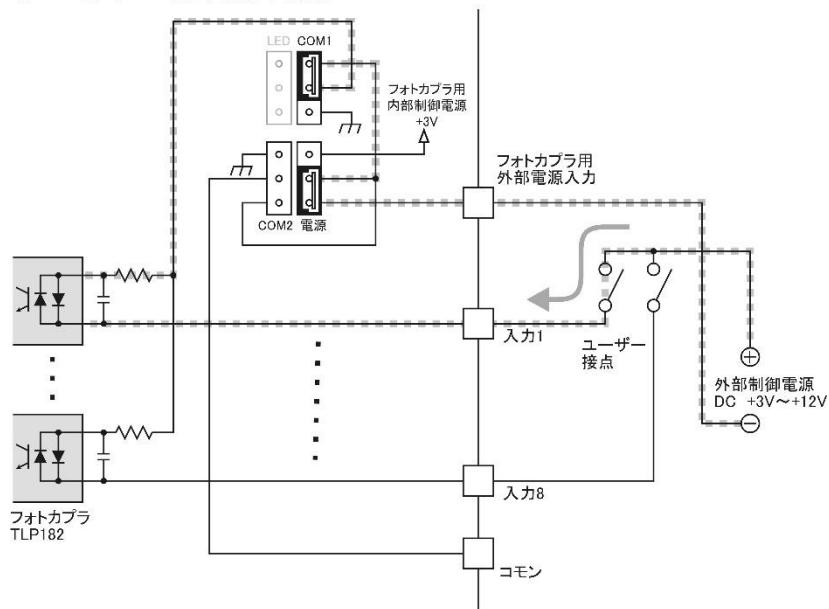 LED COM1
フォトカプラ用
内部制御電源
+3V
フォトカプラ用
外部電源入力
COM2 電源
入力1
ユーザー
接点
外部制御電源
DC +3V～+12V
入力8
フォトカプラ
TLP182
コモン